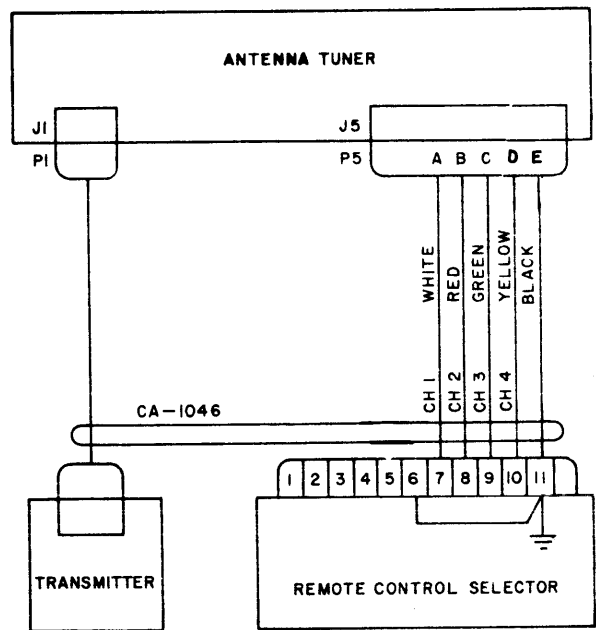 ANTENNA TUNER
J1
J5
P1
P5
A B C D E
WHITE
RED
GREEN
YELLOW
BLACK
CH 1
CH 2
CH 3
CH 4
CA-1046
1 2 3 4 5 6 7 8 9 10 11
TRANSMITTER
REMOTE CONTROL SELECTOR